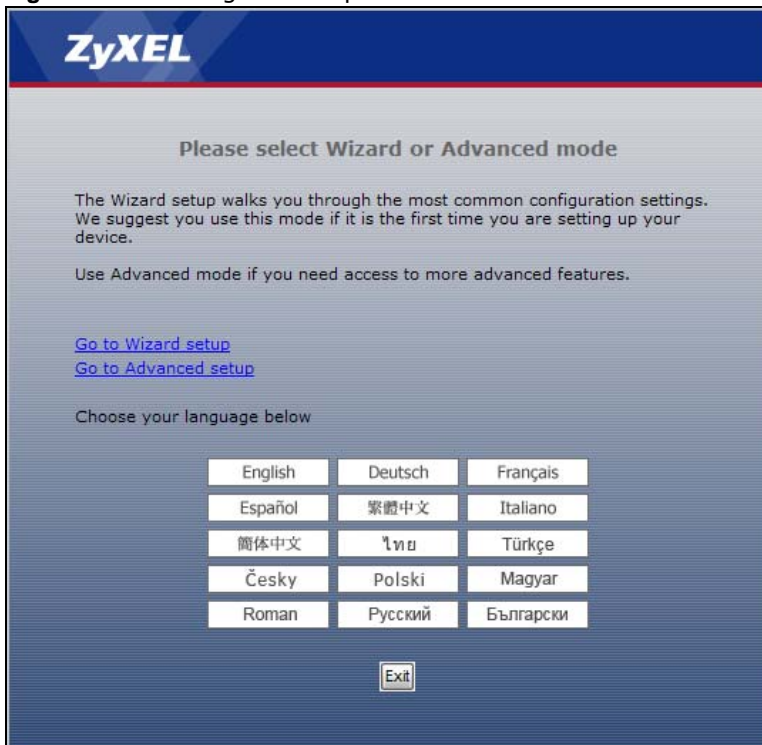 ZyXEL
Please select Wizard or Advanced mode
The Wizard setup walks you through the most common configuration settings.
We suggest you use this mode if it is the first time you are setting up your
device.
Use Advanced mode if you need access to more advanced features.
Go to Wizard setup
Go to Advanced setup
Choose your language below
English Deutsch Français
Español 繁體中文 Italiano
簡体中文 ไทย Türkçe
Česky Polski Magyar
Roman Русский Български
Exit